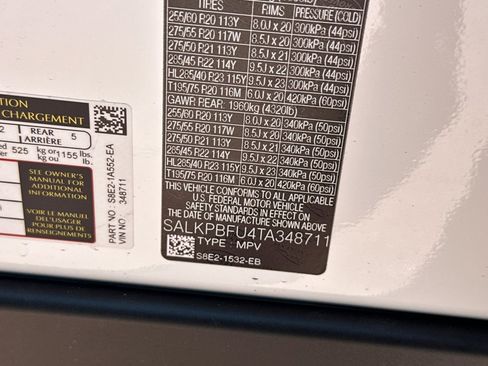 TIRES RIMS PRESSURE (COLD)
255/60 R20 113Y 8.0J x 20 300kPa (44psi)
275/55 R20 117W 8.5J x 20 300kPa (44psi)
275/50 R21 113Y 8.5J x 21 300kPa (44psi)
285/45 R22 114Y 9.5J x 22 300kPa (44psi)
HL285/40 R23 115Y 9.5J x 23 300kPa (44psi)
T195/75 R20 116M 6.0J x 20 420kPa (60psi)
GAWR REAR: 1960kg (4320lb)
255/60 R20 113Y 8.0J x 20 340kPa (50psi)
275/55 R20 117W 8.5J x 20 340kPa (50psi)
275/50 R21 113Y 8.5J x 21 340kPa (50psi)
285/45 R22 114Y 9.5J x 22 340kPa (50psi)
HL285/40 R23 115Y 9.5J x 23 340kPa (50psi)
T195/75 R20 116M 6.0J x 20 420kPa (60psi)
THIS VEHICLE CONFORMS TO ALL APPLICABLE
U.S. FEDERAL MOTOR VEHICLE SAFETY
DATE OF MANUFACTURE SHOWN ABOVE.
SALKPBFU4TA348711
TYPE: MPV
S8E2-1532-EB
TION
2 REAR 5
ARRIÈRE
525 kg or 1155 lbs.
kg ou lb.
SEE OWNER'S
MANUAL FOR
ADDITIONAL
INFORMATION
VOIR LE MANUEL
DE L'USAGER
POUR PLUS DE
RENSEIGNEMENTS
PART NO S8E2-1A552-EA
VIN NO 348711